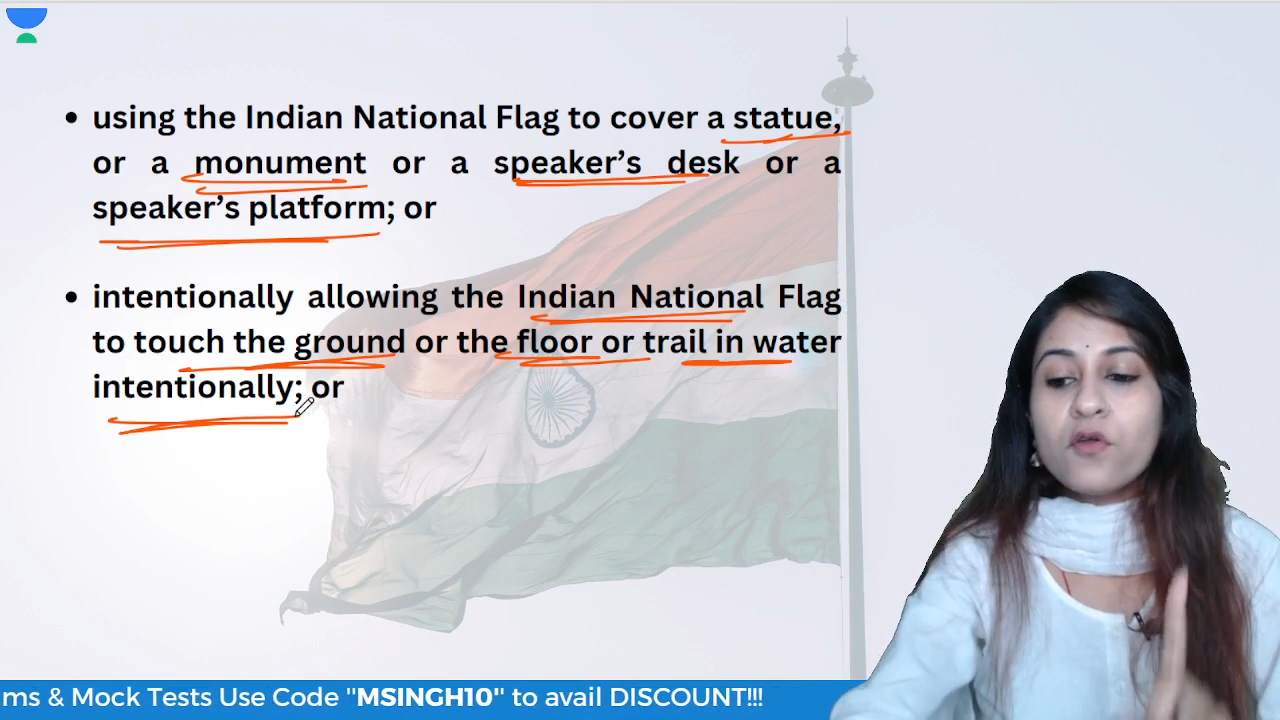 • using the Indian National Flag to cover a statue,
or a monument or a speaker’s desk or a
speaker’s platform; or
• intentionally allowing the Indian National Flag
to touch the ground or the floor or trail in water
intentionally; or
ms & Mock Tests Use Code "MSINGH10" to avail DISCOUNT!!!